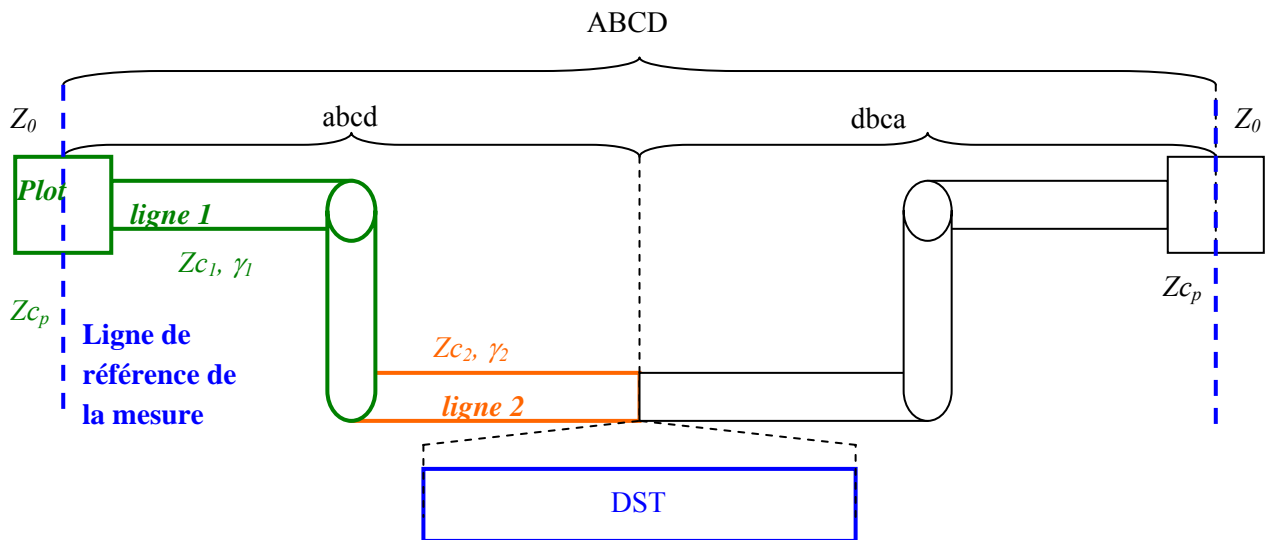 ABCD
abcd
dbca
Z₀
Z₀
Plot
ligne 1
Zc₁, γ₁
Zcₚ
Zcₚ
Ligne de
référence de
la mesure
Zc₂, γ₂
ligne 2
DST